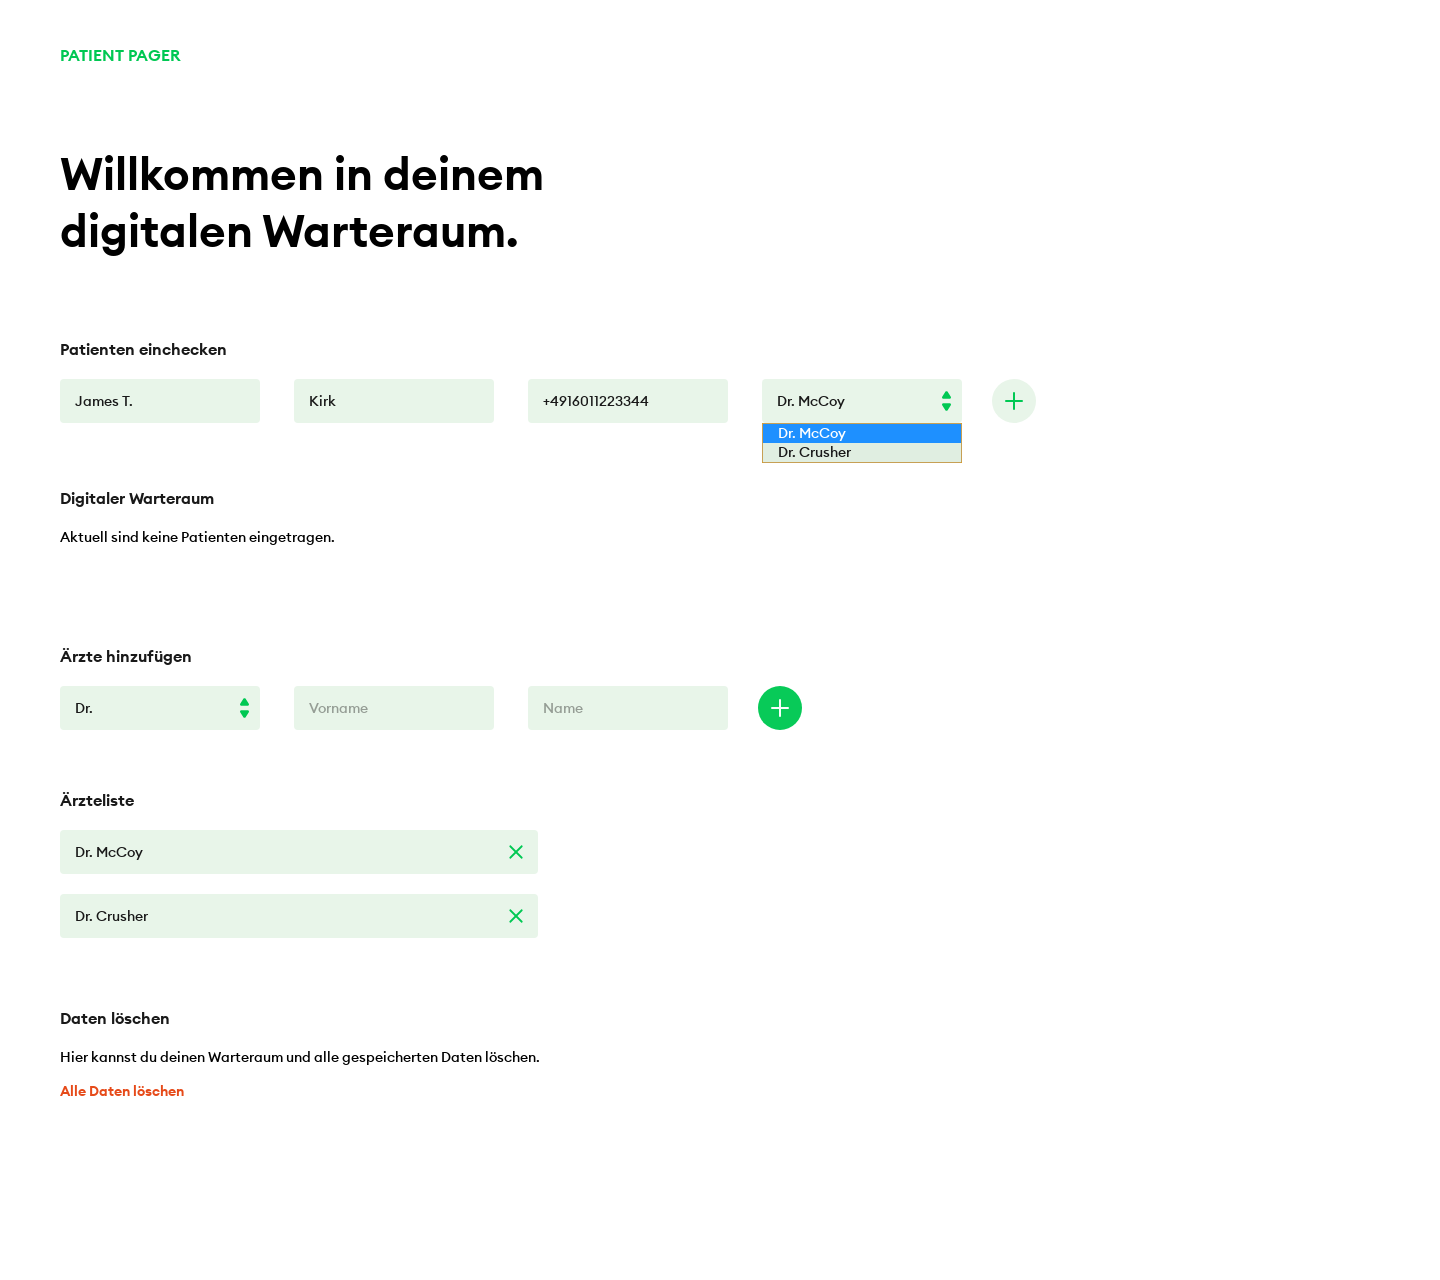 PATIENT PAGER
Willkommen in deinem
digitalen Warteraum.
Patienten einchecken
James T.
Kirk
+4916011223344
Dr. McCoy
Dr. McCoy
Dr. Crusher
Digitaler Warteraum
Aktuell sind keine Patienten eingetragen.
Ärzte hinzufügen
Dr.
Vorname
Name
Ärzteliste
Dr. McCoy
Dr. Crusher
Daten löschen
Hier kannst du deinen Warteraum und alle gespeicherten Daten löschen.
Alle Daten löschen